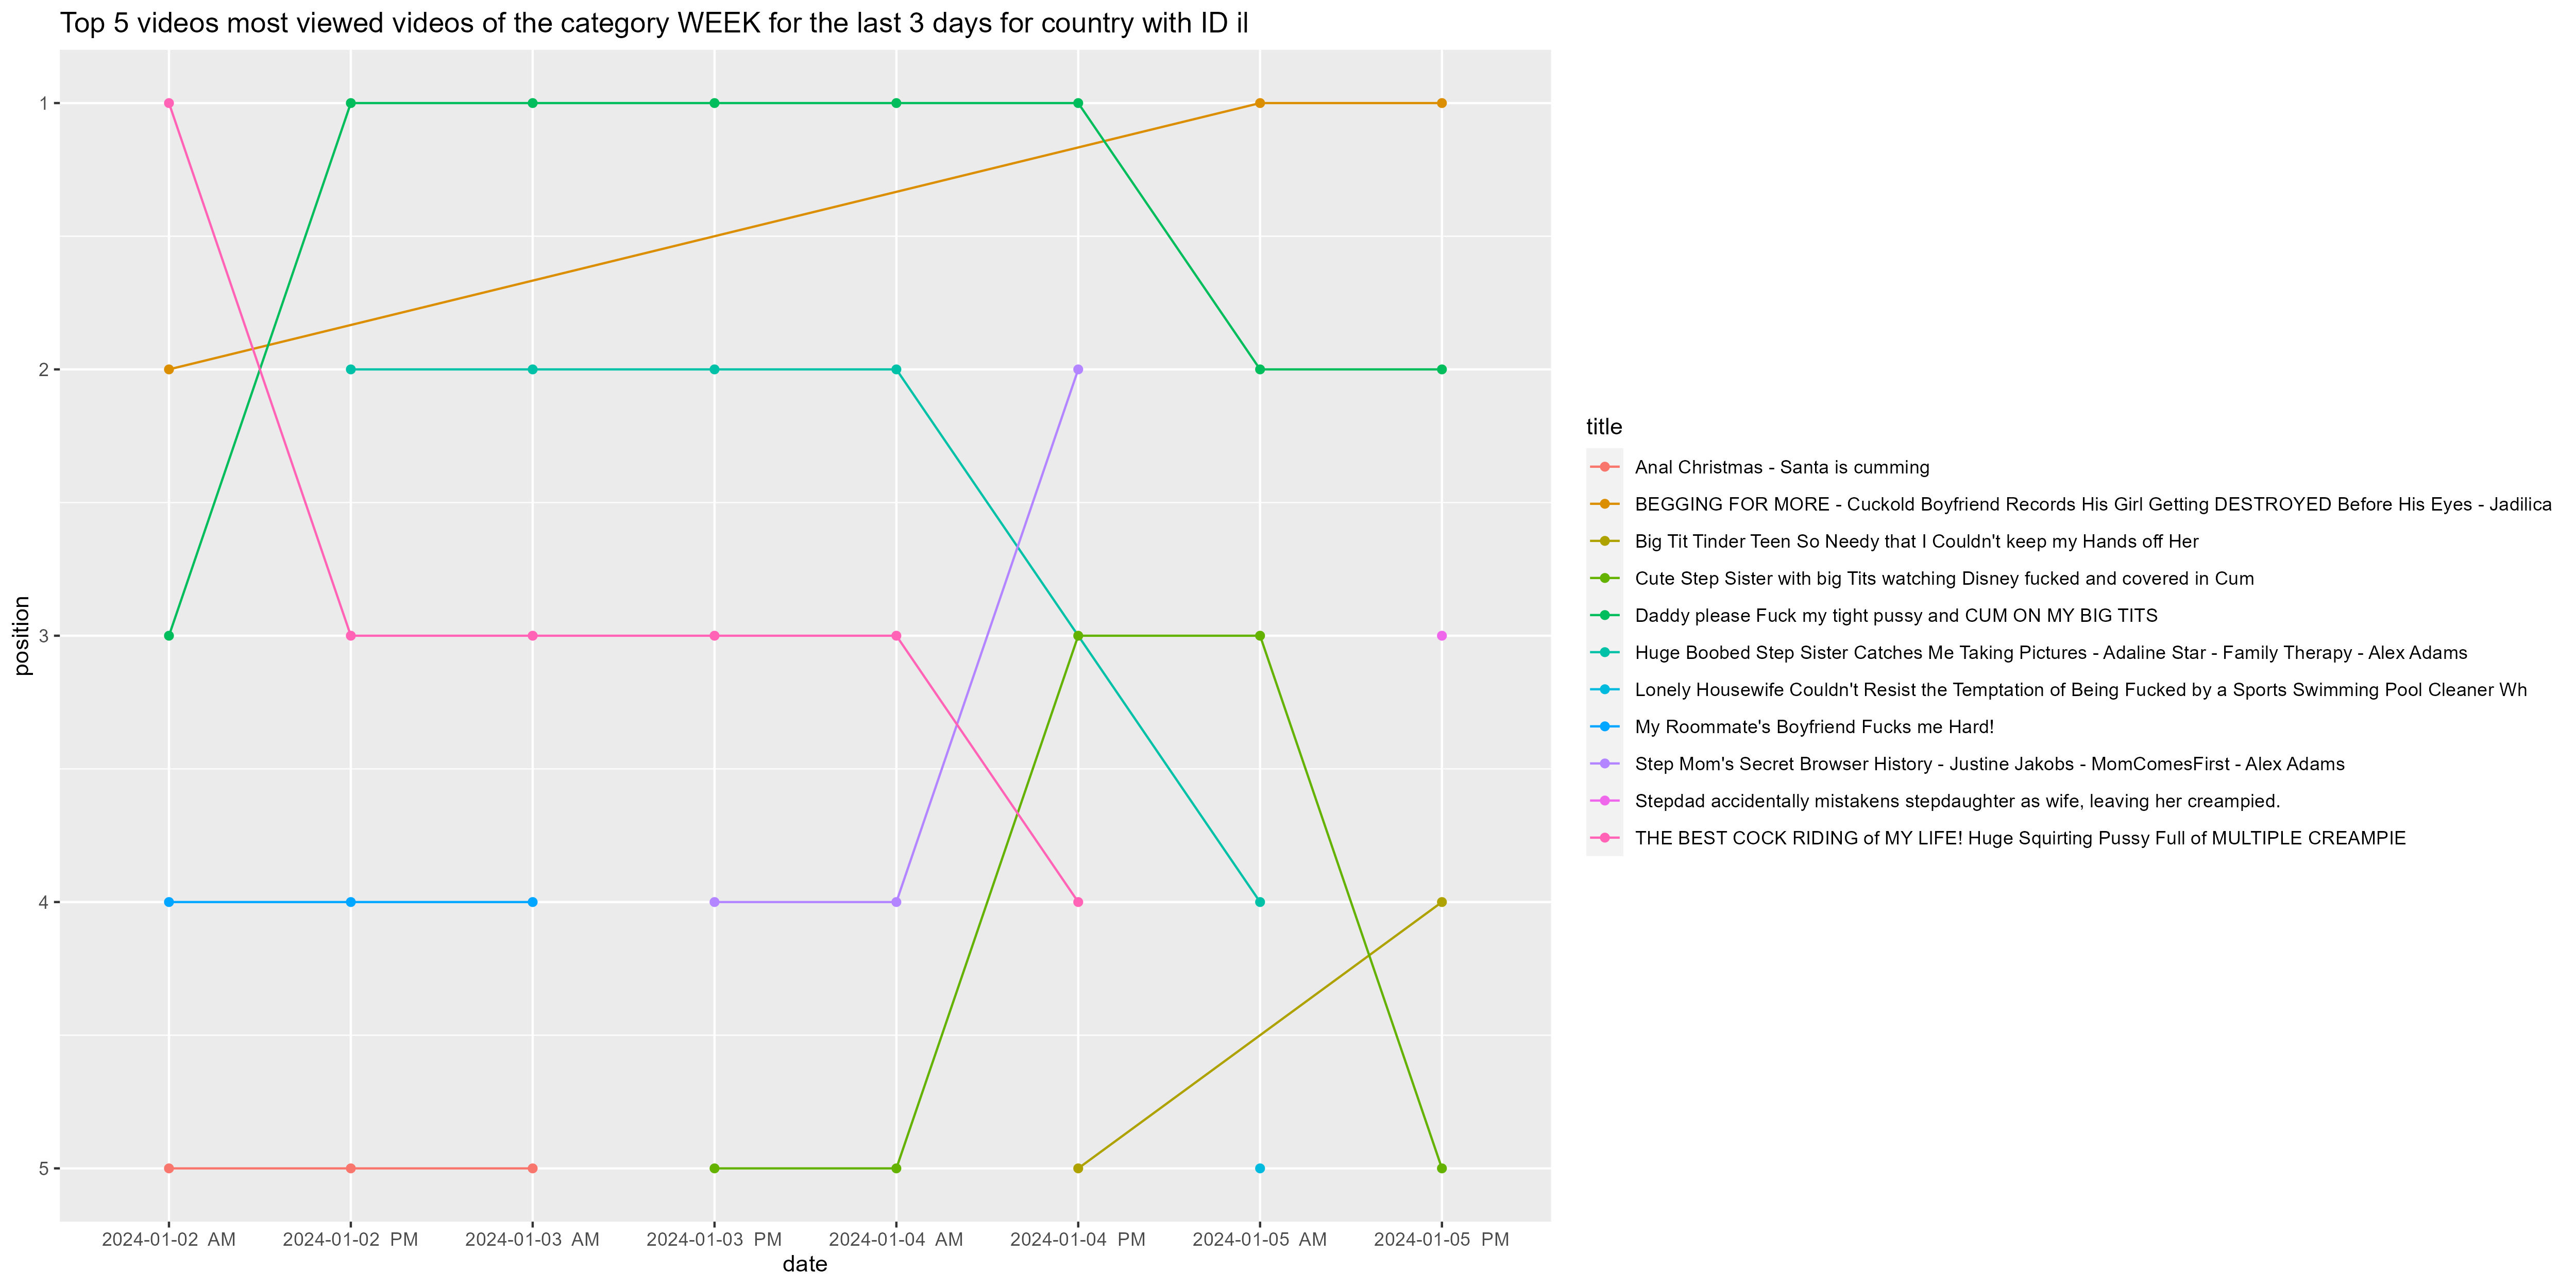 Top 5 videos most viewed videos of the category WEEK for the last 3 days for country with ID il
position
1
2
3
4
5
2024-01-02 AM
2024-01-02 PM
2024-01-03 AM
2024-01-03 PM
2024-01-04 AM
2024-01-04 PM
2024-01-05 AM
2024-01-05 PM
date
title
Anal Christmas - Santa is cumming
BEGGING FOR MORE - Cuckold Boyfriend Records His Girl Getting DESTROYED Before His Eyes - Jadilica
Big Tit Tinder Teen So Needy that I Couldn't keep my Hands off Her
Cute Step Sister with big Tits watching Disney fucked and covered in Cum
Daddy please Fuck my tight pussy and CUM ON MY BIG TITS
Huge Boobed Step Sister Catches Me Taking Pictures - Adaline Star - Family Therapy - Alex Adams
Lonely Housewife Couldn't Resist the Temptation of Being Fucked by a Sports Swimming Pool Cleaner Wh
My Roommate's Boyfriend Fucks me Hard!
Step Mom's Secret Browser History - Justine Jakobs - MomComesFirst - Alex Adams
Stepdad accidentally mistakens stepdaughter as wife, leaving her creampied.
THE BEST COCK RIDING of MY LIFE! Huge Squirting Pussy Full of MULTIPLE CREAMPIE